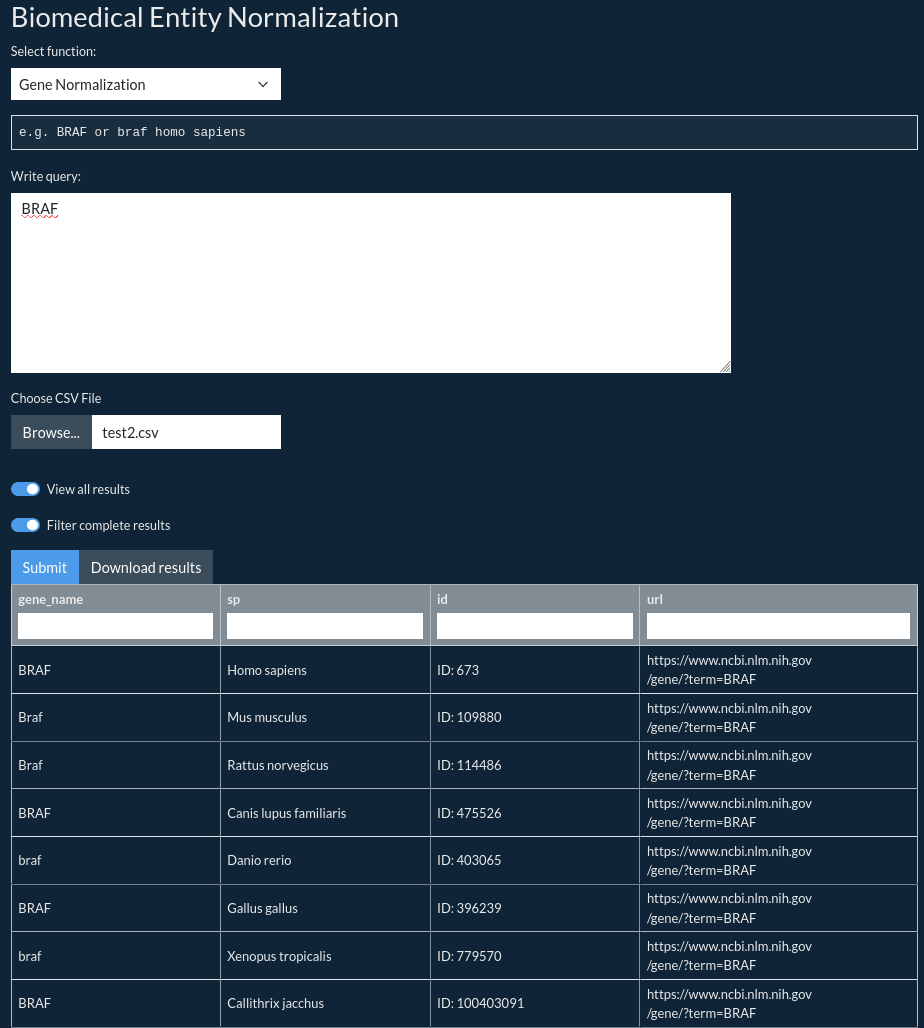 Biomedical Entity Normalization
Select function:
Gene Normalization
e.g. BRAF or braf homo sapiens
Write query:
BRAF
Choose CSV File
Browse... test2.csv
View all results
Filter complete results
Submit Download results
gene_name sp id url
BRAF Homo sapiens ID: 673 https://www.ncbi.nlm.nih.gov
/gene/?term=BRAF
Braf Mus musculus ID: 109880 https://www.ncbi.nlm.nih.gov
/gene/?term=BRAF
Braf Rattus norvegicus ID: 114486 https://www.ncbi.nlm.nih.gov
/gene/?term=BRAF
BRAF Canis lupus familiaris ID: 475526 https://www.ncbi.nlm.nih.gov
/gene/?term=BRAF
braf Danio rerio ID: 403065 https://www.ncbi.nlm.nih.gov
/gene/?term=BRAF
BRAF Gallus gallus ID: 396239 https://www.ncbi.nlm.nih.gov
/gene/?term=BRAF
braf Xenopus tropicalis ID: 779570 https://www.ncbi.nlm.nih.gov
/gene/?term=BRAF
BRAF Callithrix jacchus ID: 100403091 https://www.ncbi.nlm.nih.gov
/gene/?term=BRAF